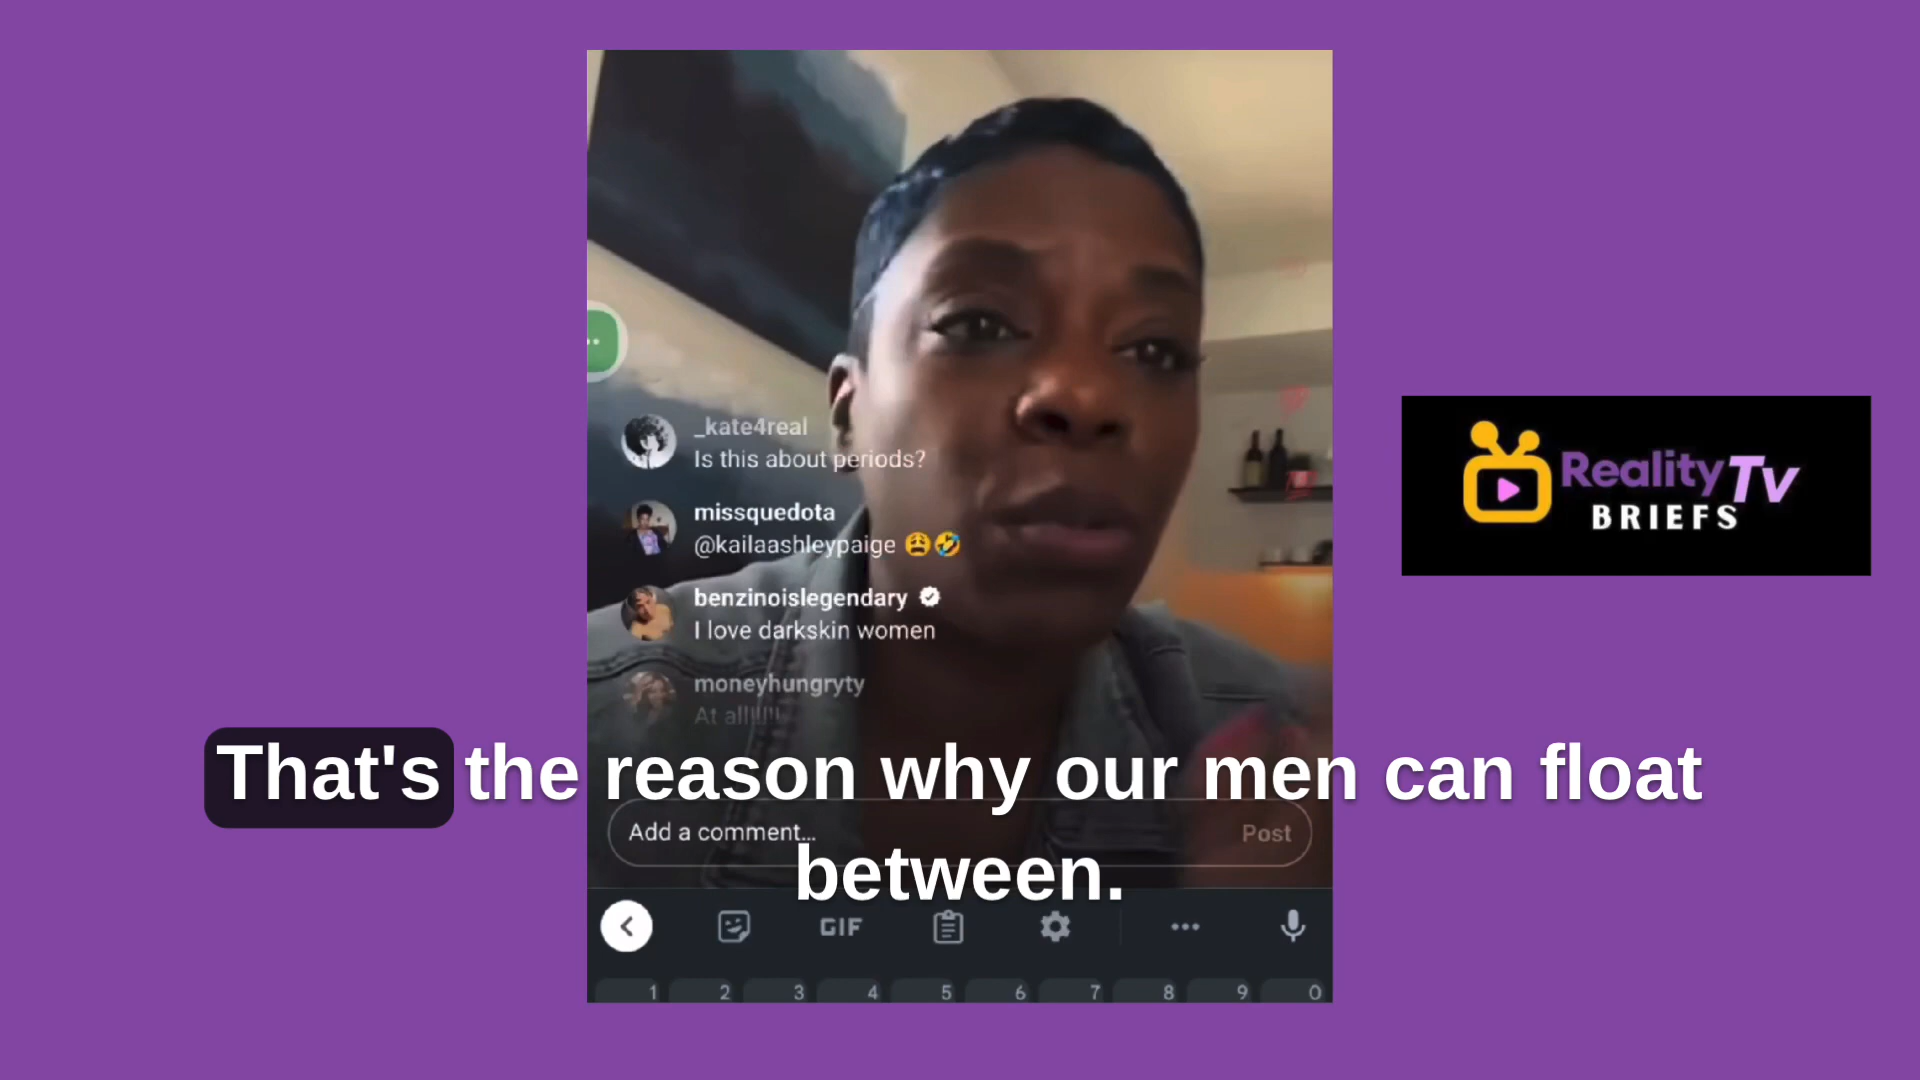 _kate4real
Is this about periods?
missquedota
@kailaashleypaige 😩🤣
benzinoislegendary
I love darkskin women
moneyhungryty
At all!!!!!
Reality Tv
BRIEFS
That's the reason why our men can float
between.
Add a comment...
Post
GIF
1 2 3 4 5 6 7 8 9 0